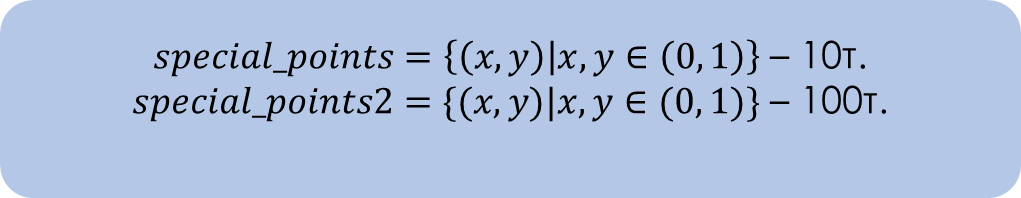 special_points = {(x, y)|x, y ∈ (0, 1)} – 10т.
special_points2 = {(x, y)|x, y ∈ (0, 1)} – 100т.